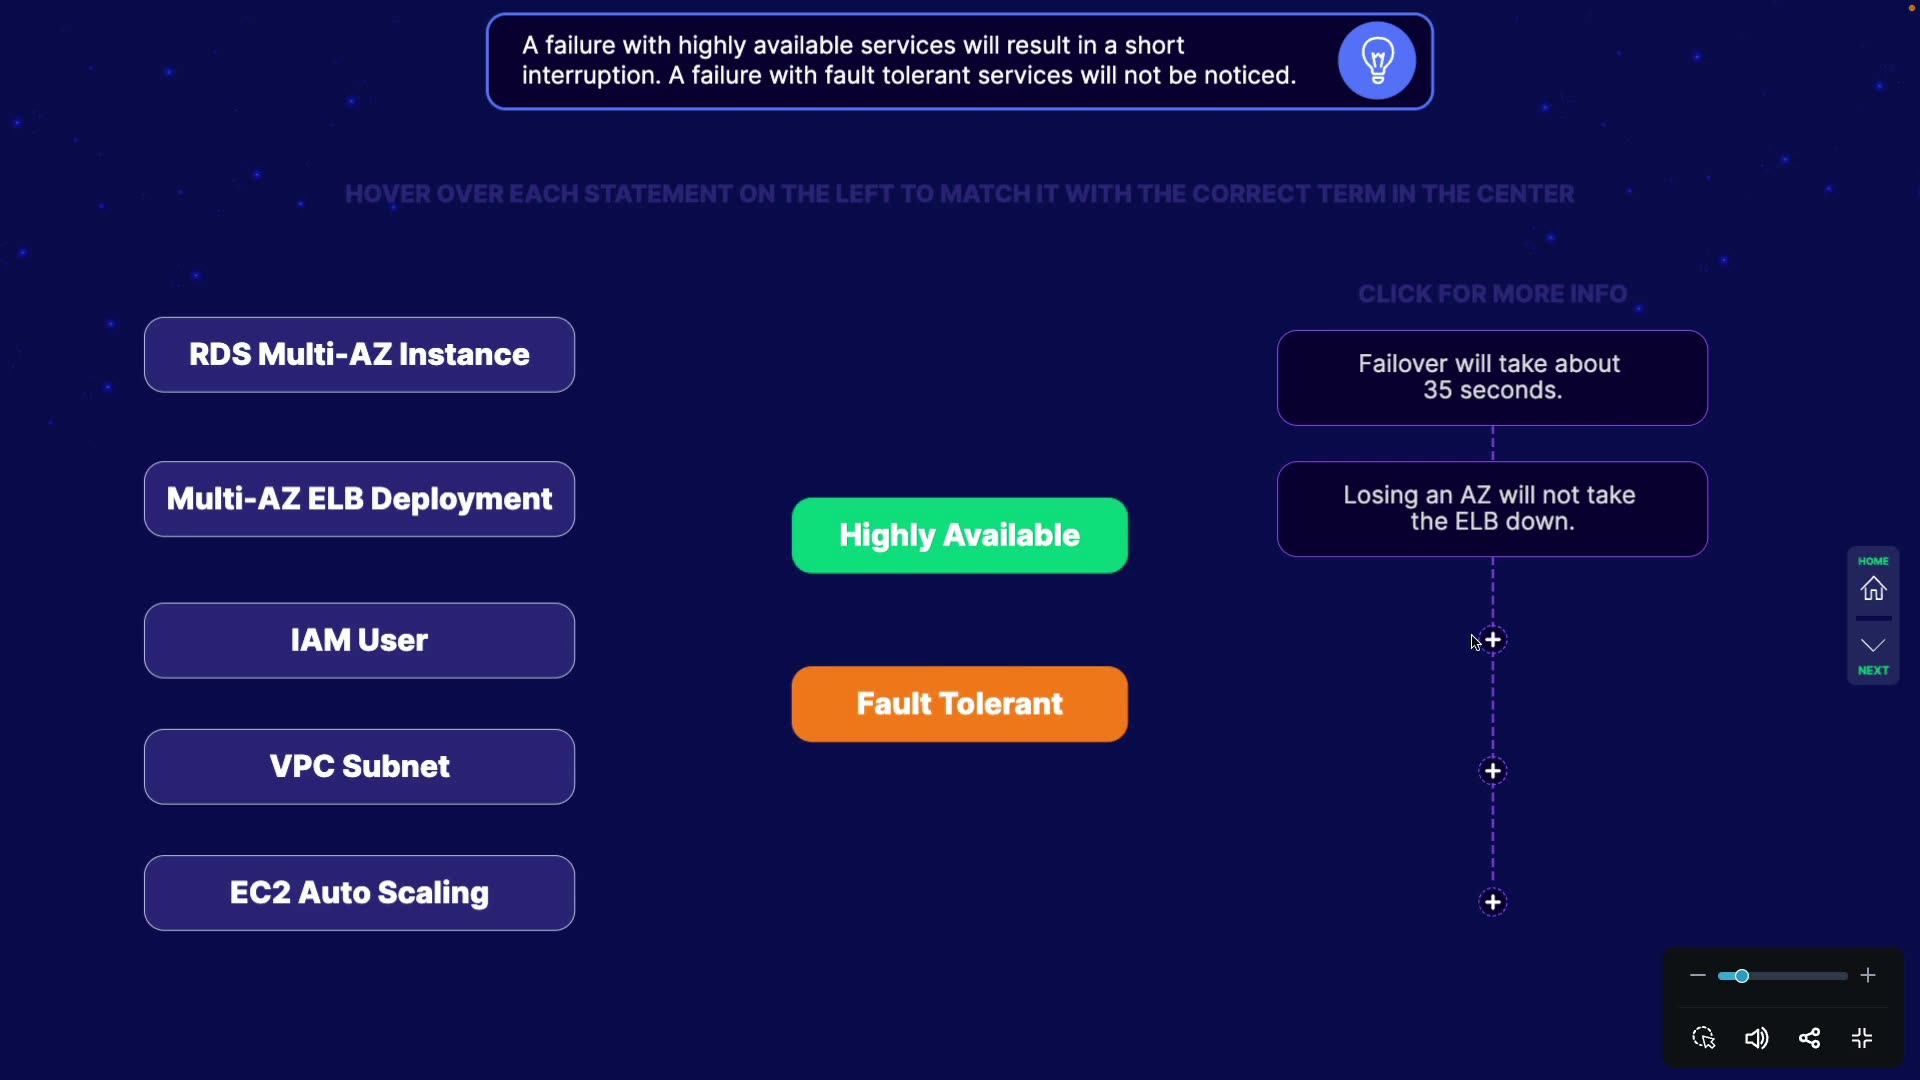 A failure with highly available services will result in a short
interruption. A failure with fault tolerant services will not be noticed.
HOVER OVER EACH STATEMENT ON THE LEFT TO MATCH IT WITH THE CORRECT TERM IN THE CENTER
CLICK FOR MORE INFO
RDS Multi-AZ Instance
Multi-AZ ELB Deployment
IAM User
VPC Subnet
EC2 Auto Scaling
Highly Available
Fault Tolerant
Failover will take about
35 seconds.
Losing an AZ will not take
the ELB down.
HOME
NEXT